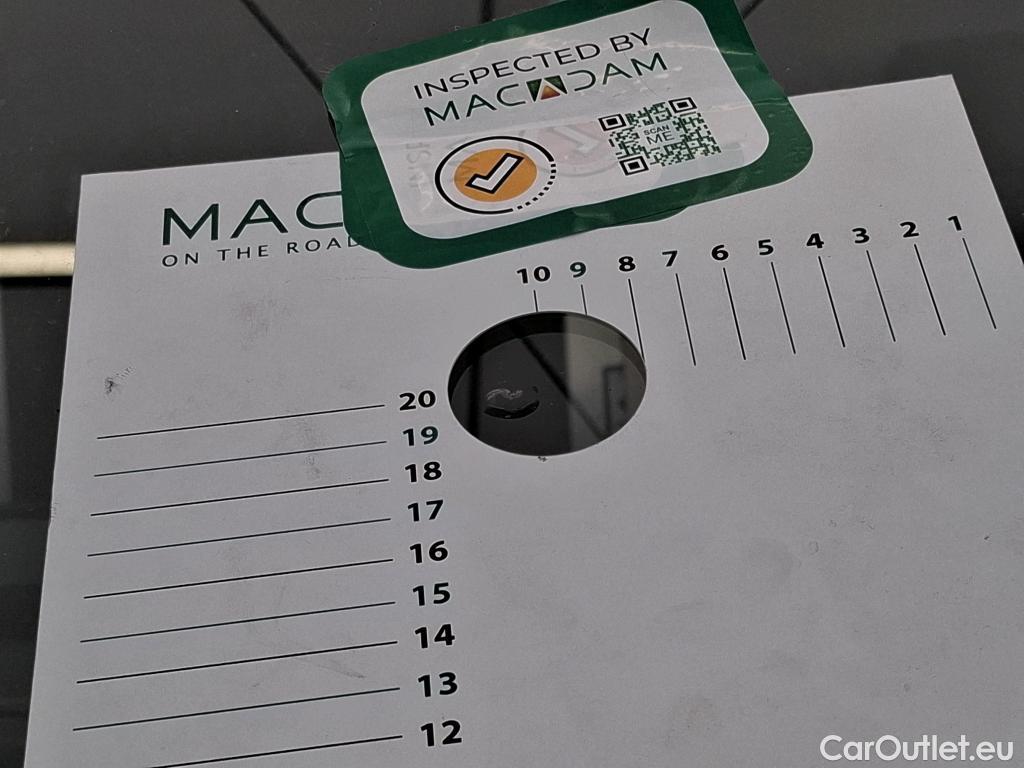 INSPECTED BY
MACADAM
SCAN
ME
MAC
ON THE ROAD
10 9 8 7 6 5 4 3 2 1
20
19
18
17
16
15
14
13
12
CarOutlet.eu